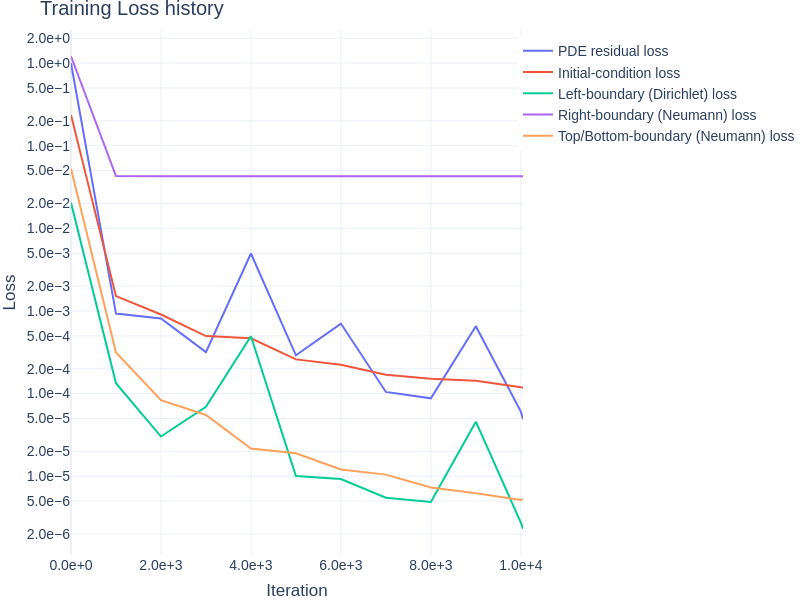 Training Loss history
2.0e+0
1.0e+0
5.0e−1
2.0e−1
1.0e−1
5.0e−2
2.0e−2
1.0e−2
5.0e−3
2.0e−3
1.0e−3
5.0e−4
2.0e−4
1.0e−4
5.0e−5
2.0e−5
1.0e−5
5.0e−6
2.0e−6
Loss
0.0e+0 2.0e+3 4.0e+3 6.0e+3 8.0e+3 1.0e+4
Iteration
PDE residual loss
Initial-condition loss
Left-boundary (Dirichlet) loss
Right-boundary (Neumann) loss
Top/Bottom-boundary (Neumann) loss